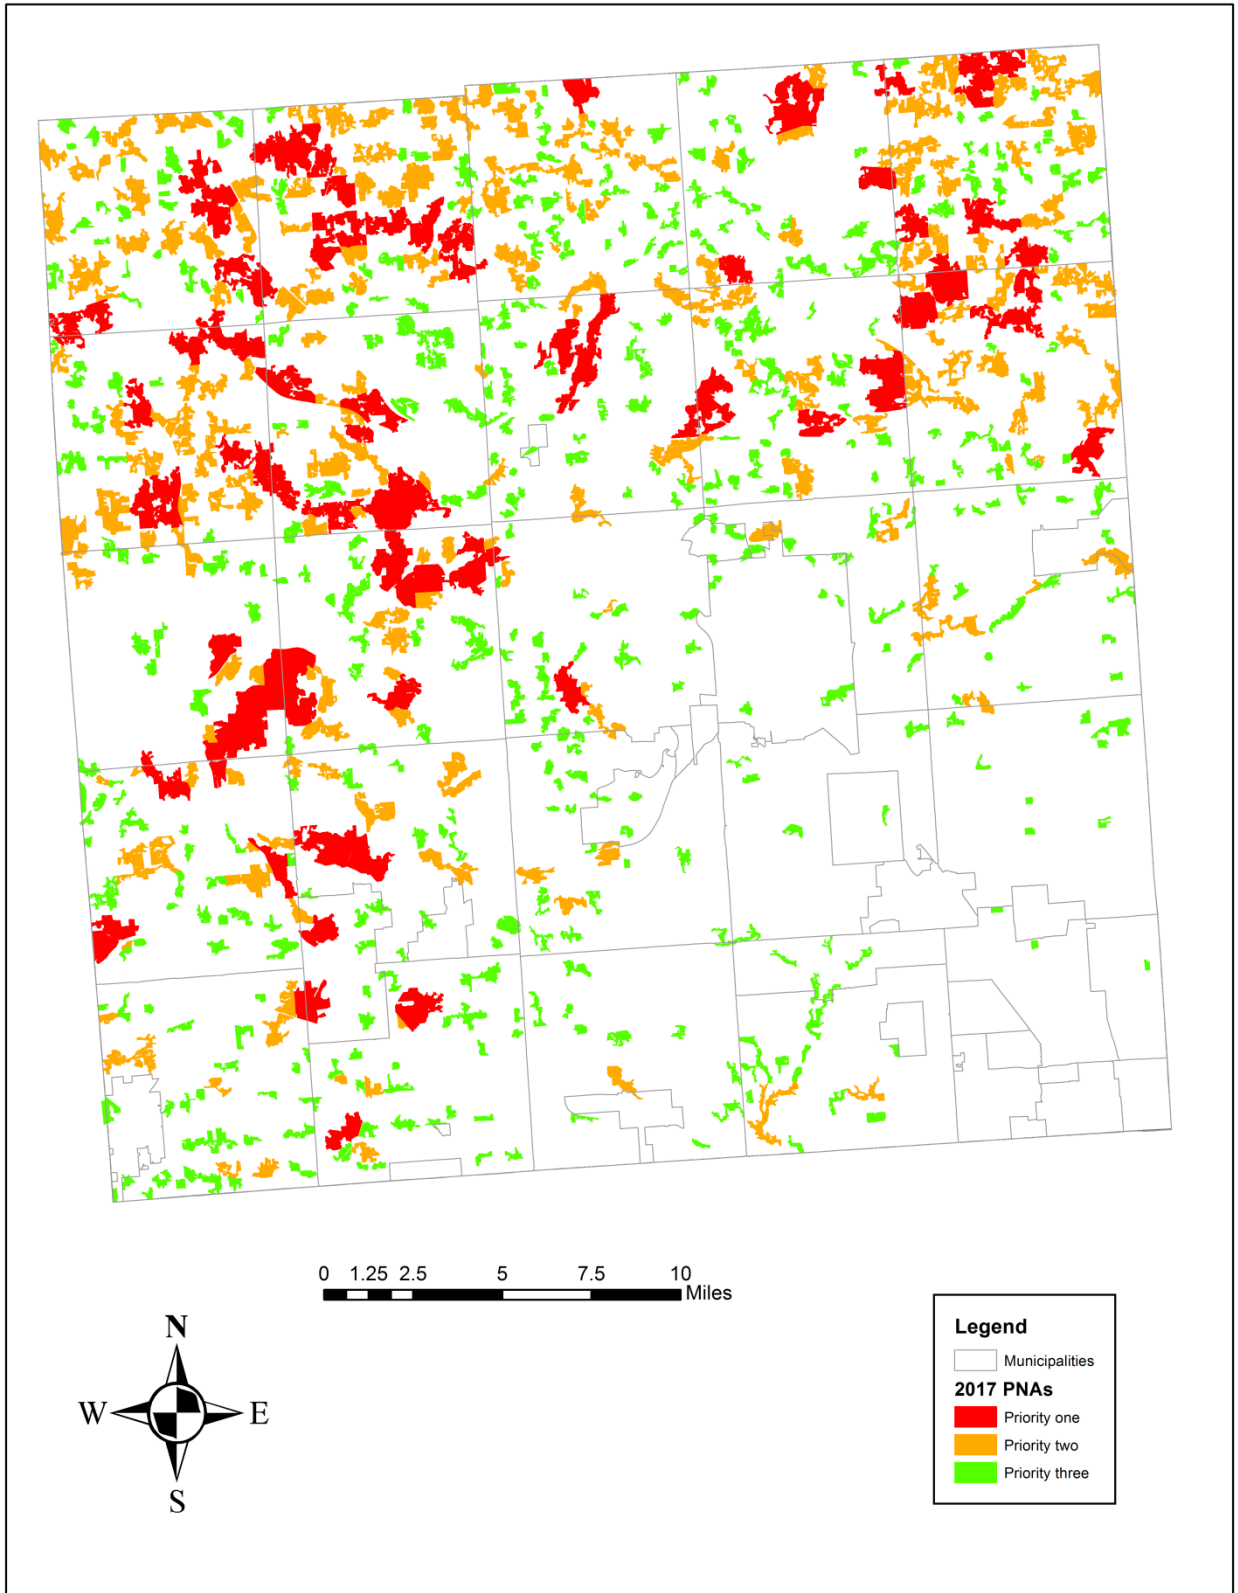 0 1.25 2.5 5 7.5 10
Miles
N
W E
S
Legend
Municipalities
2017 PNAs
Priority one
Priority two
Priority three